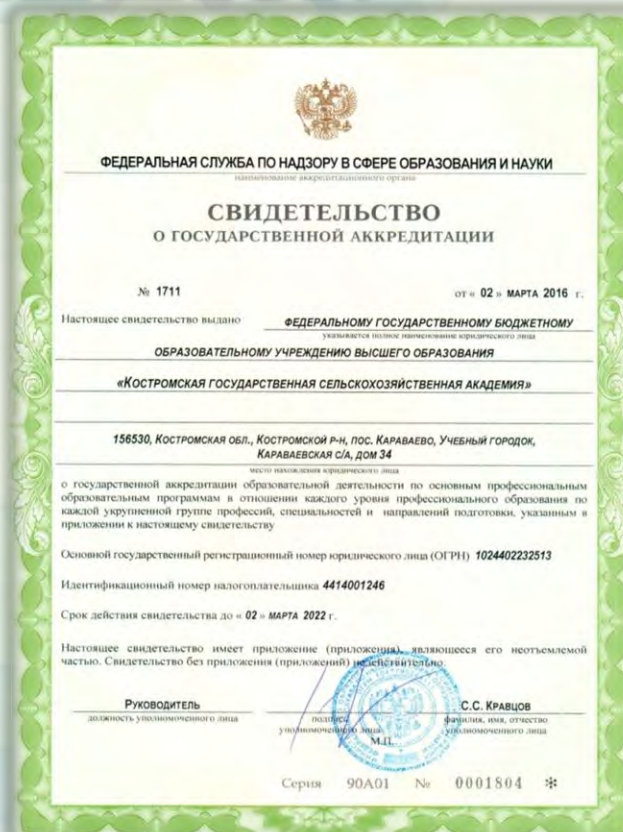 ФЕДЕРАЛЬНАЯ СЛУЖБА ПО НАДЗОРУ В СФЕРЕ ОБРАЗОВАНИЯ И НАУКИ
наименование аккредитационного органа
СВИДЕТЕЛЬСТВО
О ГОСУДАРСТВЕННОЙ АККРЕДИТАЦИИ
№ 1711 от « 02 » МАРТА 2016 г.
Настоящее свидетельство выдано ФЕДЕРАЛЬНОМУ ГОСУДАРСТВЕННОМУ БЮДЖЕТНОМУ
указывается полное наименование юридического лица
ОБРАЗОВАТЕЛЬНОМУ УЧРЕЖДЕНИЮ ВЫСШЕГО ОБРАЗОВАНИЯ
«КОСТРОМСКАЯ ГОСУДАРСТВЕННАЯ СЕЛЬСКОХОЗЯЙСТВЕННАЯ АКАДЕМИЯ»
156530, КОСТРОМСКАЯ ОБЛ., КОСТРОМСКОЙ Р-Н, ПОС. КАРАВАЕВО, УЧЕБНЫЙ ГОРОДОК,
КАРАВАЕВСКАЯ С/А, ДОМ 34
место нахождения юридического лица
о государственной аккредитации образовательной деятельности по основным профессиональным
образовательным программам в отношении каждого уровня профессионального образования по
каждой укрупненной группе профессий, специальностей и направлений подготовки, указанным в
приложении к настоящему свидетельству
Основной государственный регистрационный номер юридического лица (ОГРН) 1024402232513
Идентификационный номер налогоплательщика 4414001246
Срок действия свидетельства до « 02 » МАРТА 2022 г.
Настоящее свидетельство имеет приложение (приложения), являющееся его неотъемлемой
частью. Свидетельство без приложения (приложений) недействительно.
РУКОВОДИТЕЛЬ С.С. КРАВЦОВ
должность уполномоченного лица подпись фамилия, имя, отчество
уполномоченного лица уполномоченного лица
М.П.
Серия 90А01 № 0001804 *